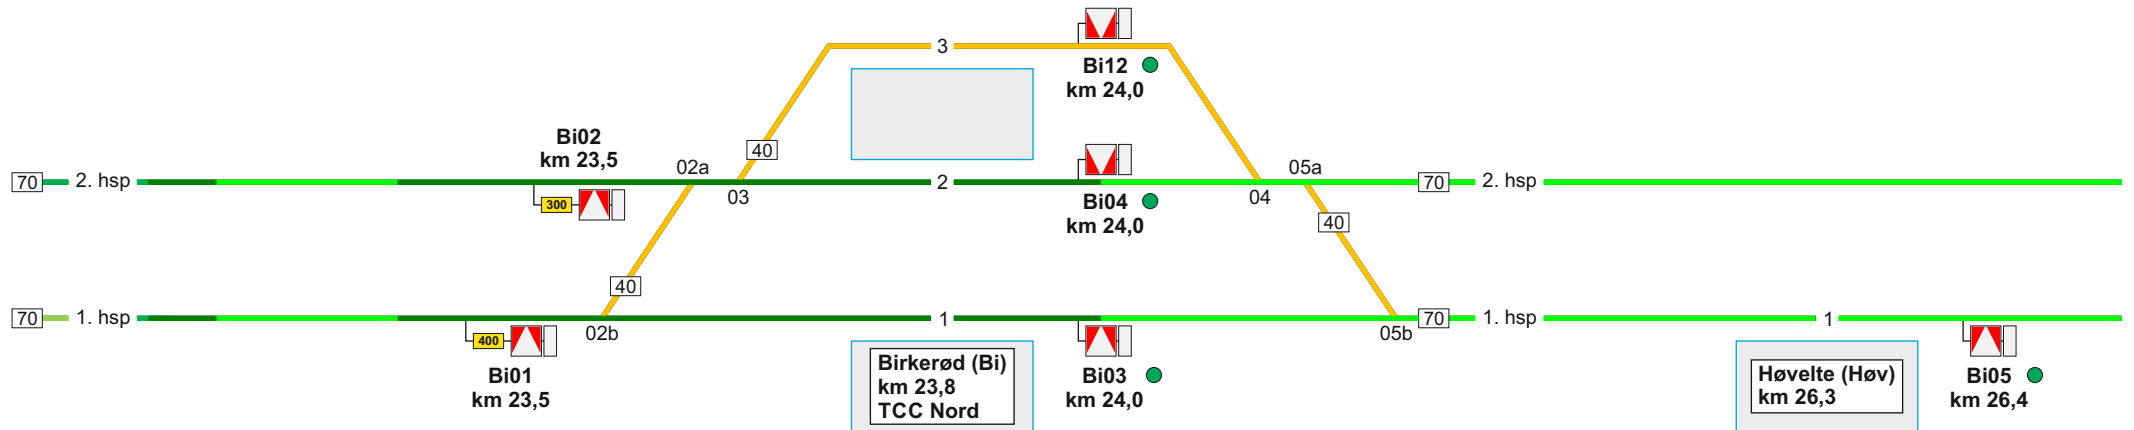 3
Bi12
km 24,0
Bi02
km 23,5
40
02a
05a
70
2. hsp
300
03
2
Bi04
km 24,0
04
70
2. hsp
40
40
70
1. hsp
400
02b
1
05b
70
1. hsp
1
Bi01
km 23,5
Birkerød (Bi)
km 23,8
TCC Nord
Bi03
km 24,0
Høvelte (Høv)
km 26,3
Bi05
km 26,4